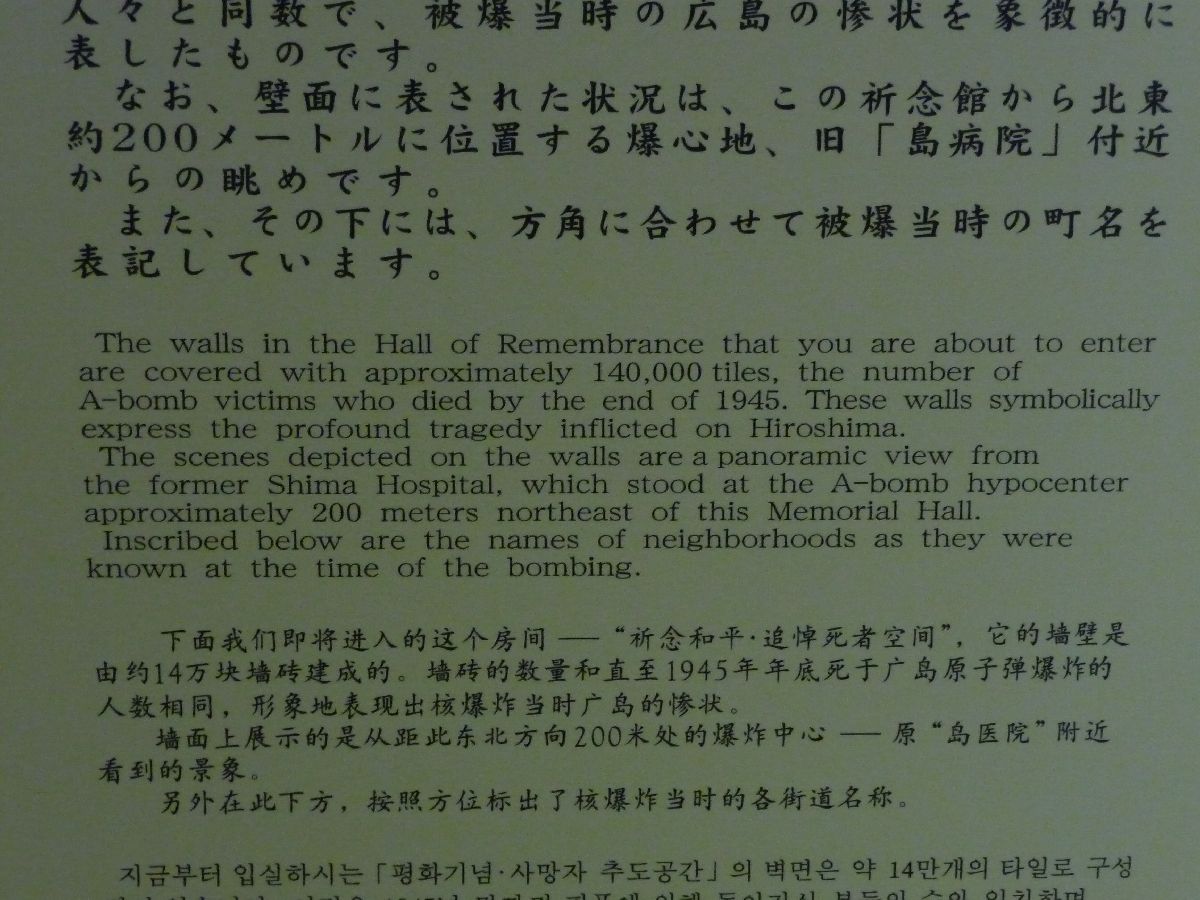 人々と同数で、被爆当時の広島の惨状を象徴的に
表したものです。
なお、壁面に表された状況は、この祈念館から北東
約200メートルに位置する爆心地、旧「島病院」付近
からの眺めです。
また、その下には、方角に合わせて被爆当時の町名を
表記しています。
The walls in the Hall of Remembrance that you are about to enter
are covered with approximately 140,000 tiles, the number of
A-bomb victims who died by the end of 1945. These walls symbolically
express the profound tragedy inflicted on Hiroshima.
The scenes depicted on the walls are a panoramic view from
the former Shima Hospital, which stood at the A-bomb hypocenter
approximately 200 meters northeast of this Memorial Hall.
Inscribed below are the names of neighborhoods as they were
known at the time of the bombing.
下面我们即将进入的这个房间 —— “祈念和平·追悼死者空间”，它的墙壁是
由约14万块墙砖建成的。墙砖的数量和直至1945年年底死于广岛原子弹爆炸的
人数相同，形象地表现出核爆炸当时广岛的惨状。
墙面上展示的是从距此东北方向200米处的爆炸中心 —— 原“岛医院”附近
看到的景象。
另外在此下方，按照方位标出了核爆炸当时的各街道名称。
지금부터 입실하시는「평화기념·사망자 추도공간」의 벽면은 약 14만개의 타일로 구성